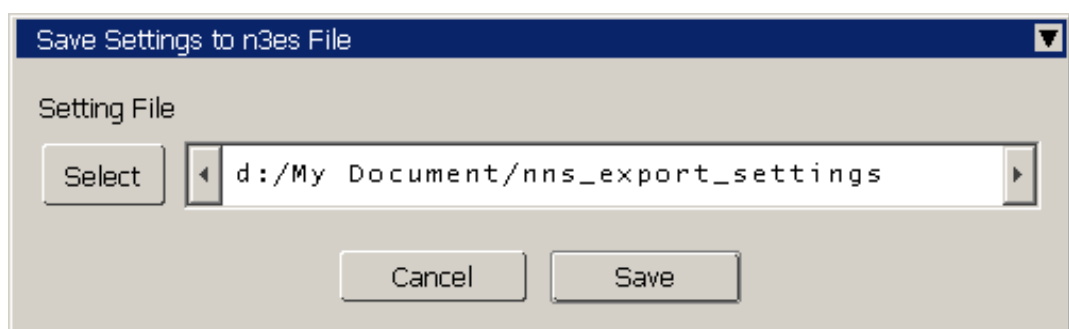 Save Settings to n3es File
Setting File
Select
d:/My Document/nns_export_settings
Cancel
Save